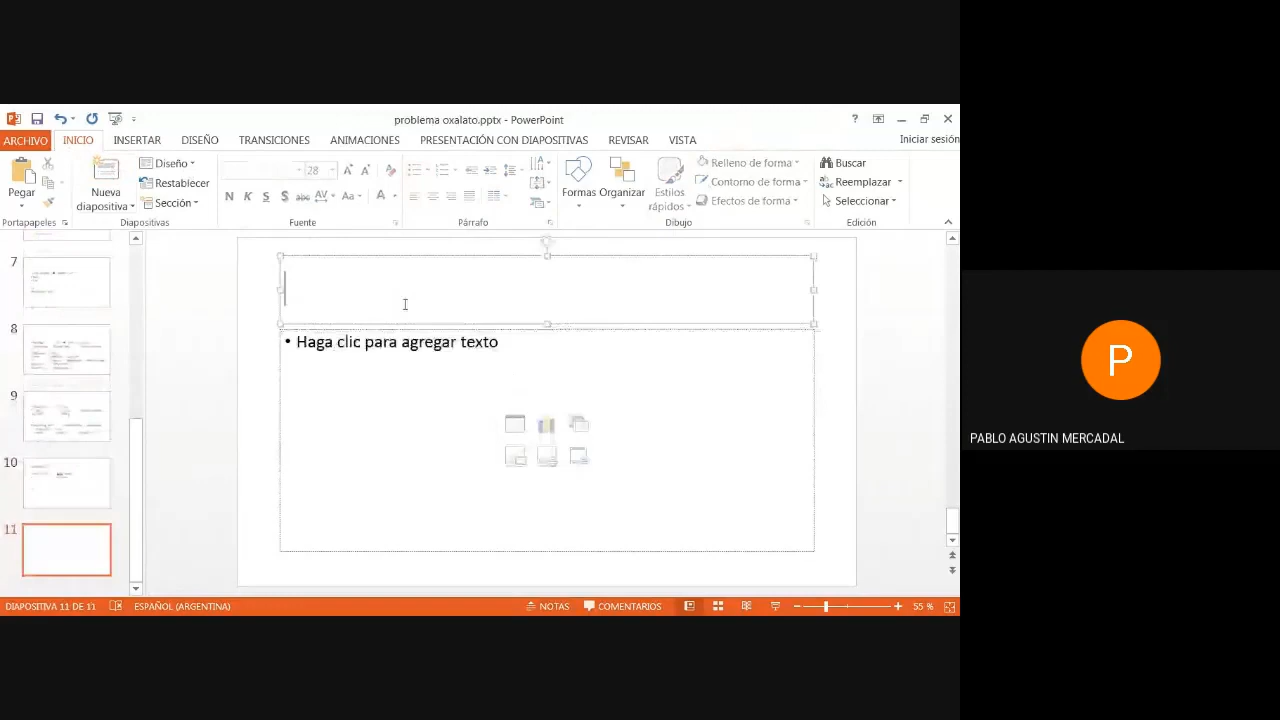 problema oxalato.pptx - PowerPoint
ARCHIVO INICIO INSERTAR DISEÑO TRANSICIONES ANIMACIONES PRESENTACIÓN CON DIAPOSITIVAS REVISAR VISTA Iniciar sesión
Pegar
Nueva diapositiva
Diseño
Restablecer
Sección
28
N K S S abc AV Aa A
Formas
Organizar
Estilos rápidos
Relleno de forma
Contorno de forma
Efectos de forma
Buscar
Reemplazar
Seleccionar
Portapapeles Diapositivas Fuente Párrafo Dibujo Edición
7
8
9
10
11
• Haga clic para agregar texto
P
PABLO AGUSTIN MERCADAL
DIAPOSITIVA 11 DE 11 ESPAÑOL (ARGENTINA) NOTAS COMENTARIOS 55 %